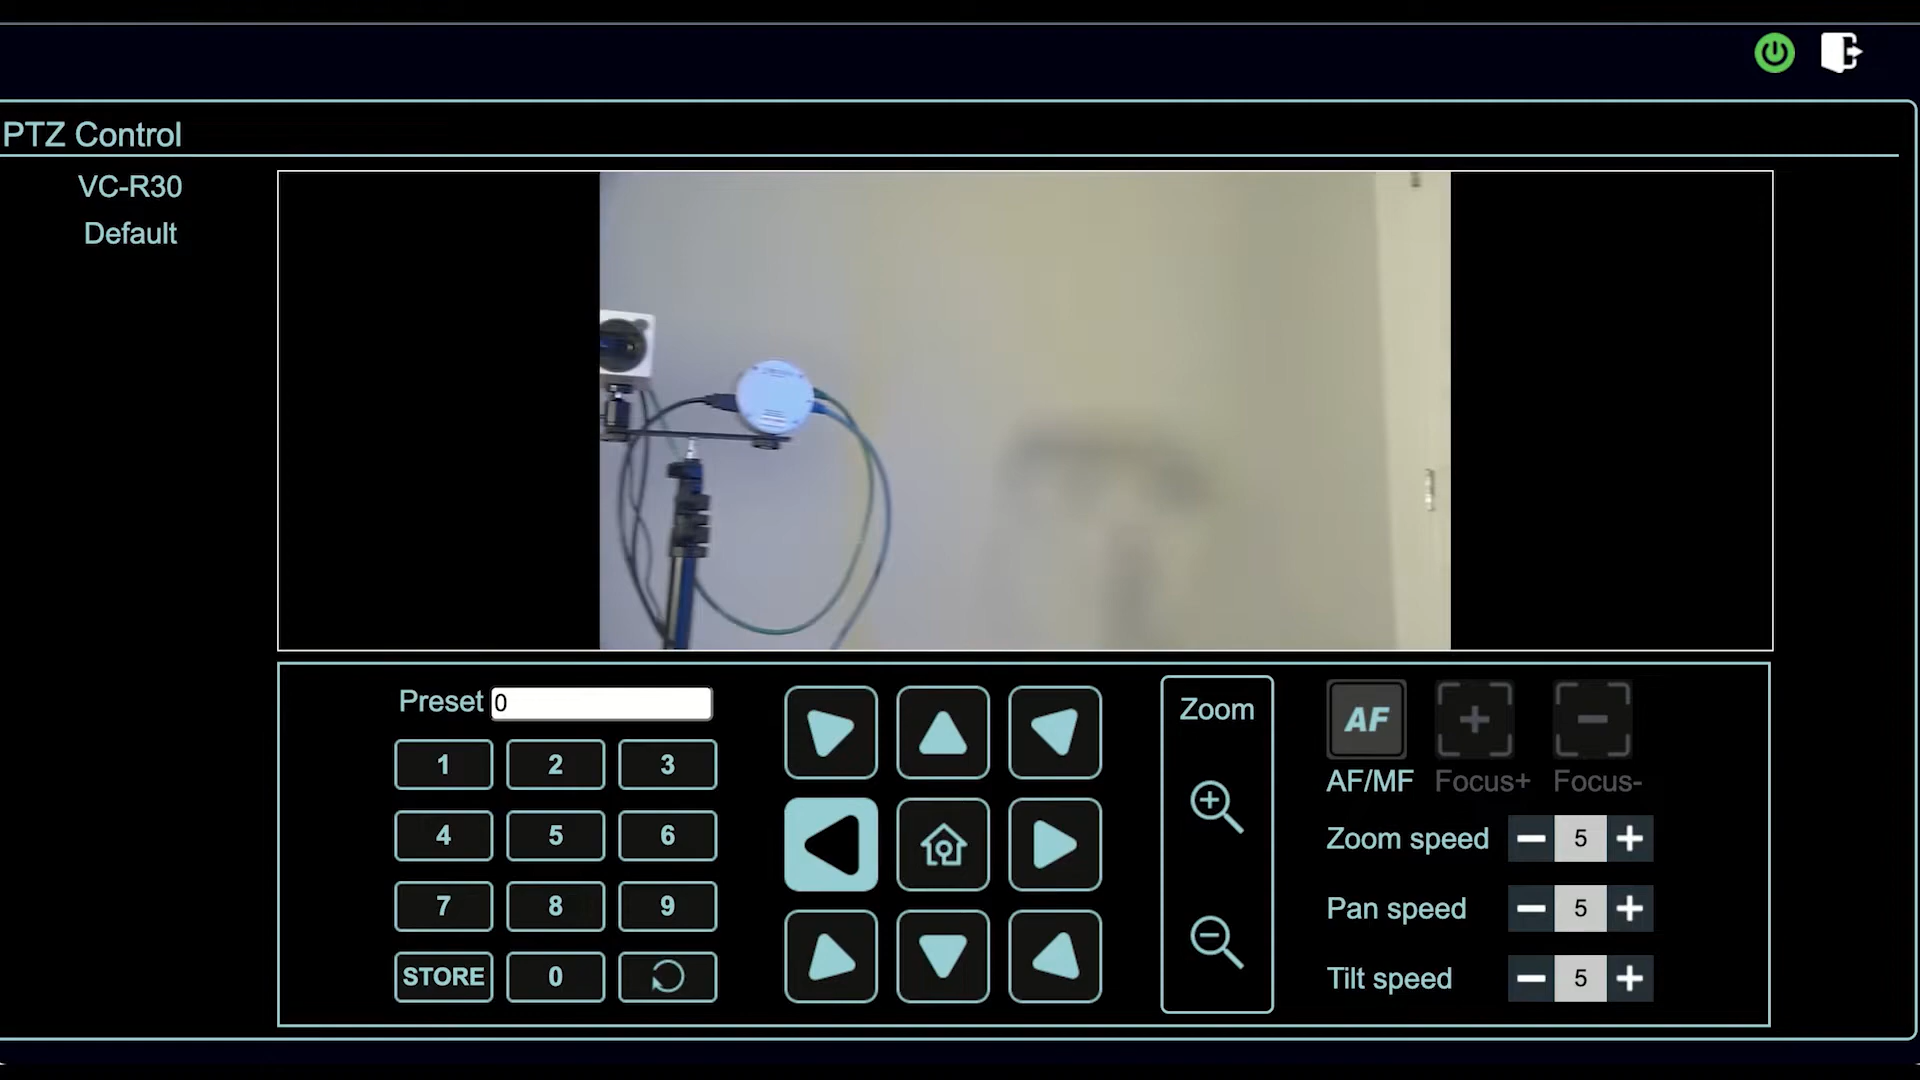 PTZ Control
VC-R30
Default
Preset 0
1 2 3
4 5 6
7 8 9
STORE 0
Zoom
AF
AF/MF Focus+ Focus-
Zoom speed 5
Pan speed 5
Tilt speed 5